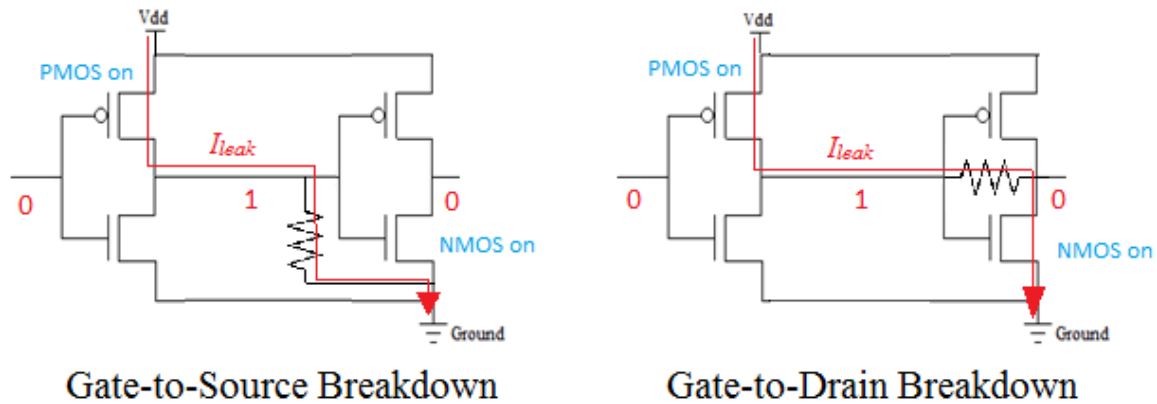 Vdd
PMOS on
I_leak
0
1
0
NMOS on
Ground
Gate-to-Source Breakdown
Vdd
PMOS on
I_leak
0
1
0
NMOS on
Ground
Gate-to-Drain Breakdown